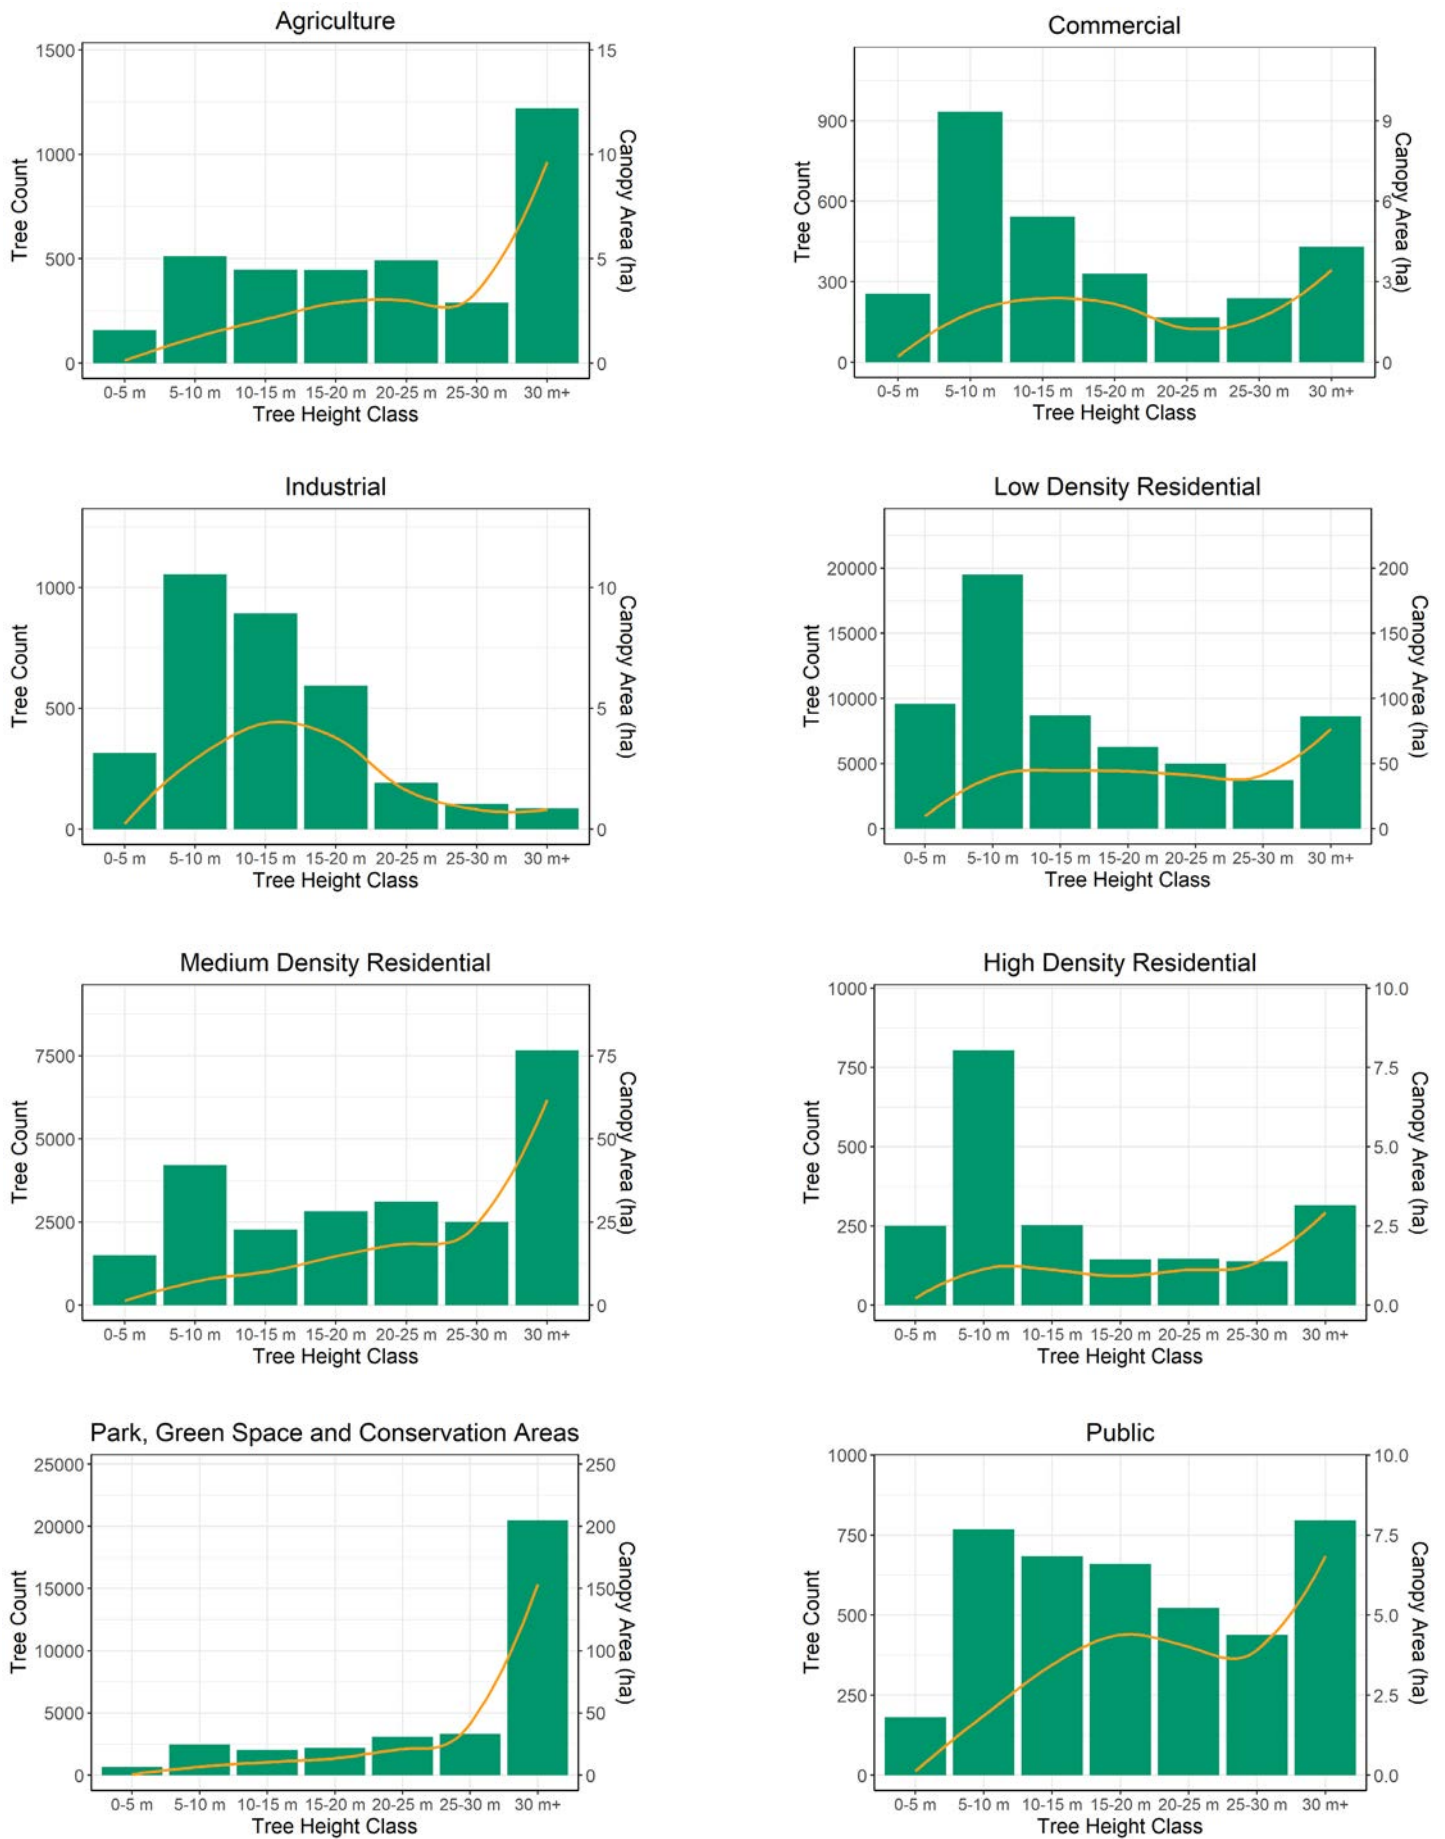 Agriculture
1500
1000
500
0
15
10
5
0
Tree Count
Canopy Area (ha)
0-5 m 5-10 m 10-15 m 15-20 m 20-25 m 25-30 m 30 m+
Tree Height Class
Commercial
900
600
300
0
9
6
3
0
Tree Count
Canopy Area (ha)
0-5 m 5-10 m 10-15 m 15-20 m 20-25 m 25-30 m 30 m+
Tree Height Class
Industrial
1000
500
0
10
5
0
Tree Count
Canopy Area (ha)
0-5 m 5-10 m 10-15 m 15-20 m 20-25 m 25-30 m 30 m+
Tree Height Class
Low Density Residential
20000
15000
10000
5000
0
200
150
100
50
0
Tree Count
Canopy Area (ha)
0-5 m 5-10 m 10-15 m 15-20 m 20-25 m 25-30 m 30 m+
Tree Height Class
Medium Density Residential
7500
5000
2500
0
75
50
25
0
Tree Count
Canopy Area (ha)
0-5 m 5-10 m 10-15 m 15-20 m 20-25 m 25-30 m 30 m+
Tree Height Class
High Density Residential
1000
750
500
250
0
10.0
7.5
5.0
2.5
0.0
Tree Count
Canopy Area (ha)
0-5 m 5-10 m 10-15 m 15-20 m 20-25 m 25-30 m 30 m+
Tree Height Class
Park, Green Space and Conservation Areas
25000
20000
15000
10000
5000
0
250
200
150
100
50
0
Tree Count
Canopy Area (ha)
0-5 m 5-10 m 10-15 m 15-20 m 20-25 m 25-30 m 30 m+
Tree Height Class
Public
1000
750
500
250
0
10.0
7.5
5.0
2.5
0.0
Tree Count
Canopy Area (ha)
0-5 m 5-10 m 10-15 m 15-20 m 20-25 m 25-30 m 30 m+
Tree Height Class